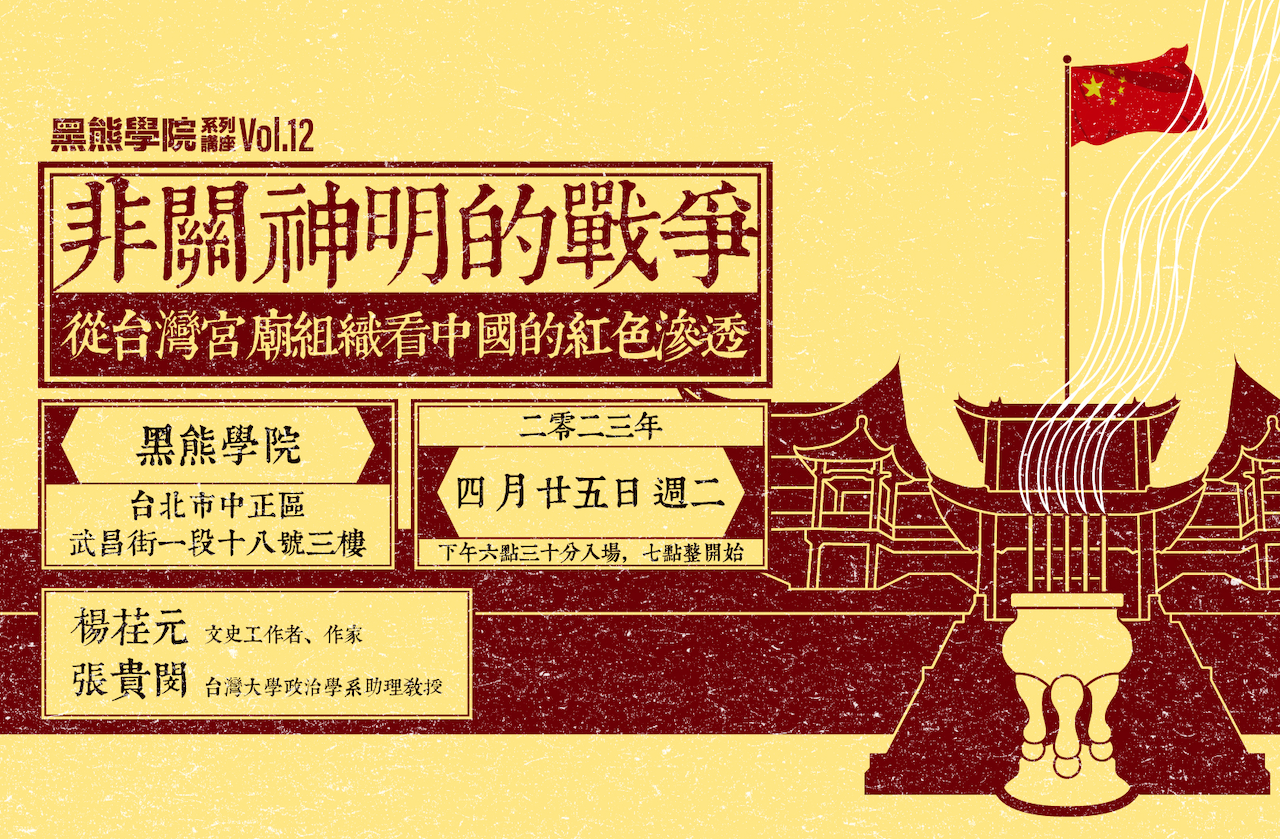 黑熊學院系列講座Vol.12
非關神明的戰爭
從台灣宮廟組織看中國的紅色滲透
黑熊學院
台北市中正區
武昌街一段十八號三樓
二零二三年
四月廿五日 週二
下午六點三十分入場，七點整開始
楊荏元 文史工作者、作家
張貴閔 台灣大學政治學系助理教授